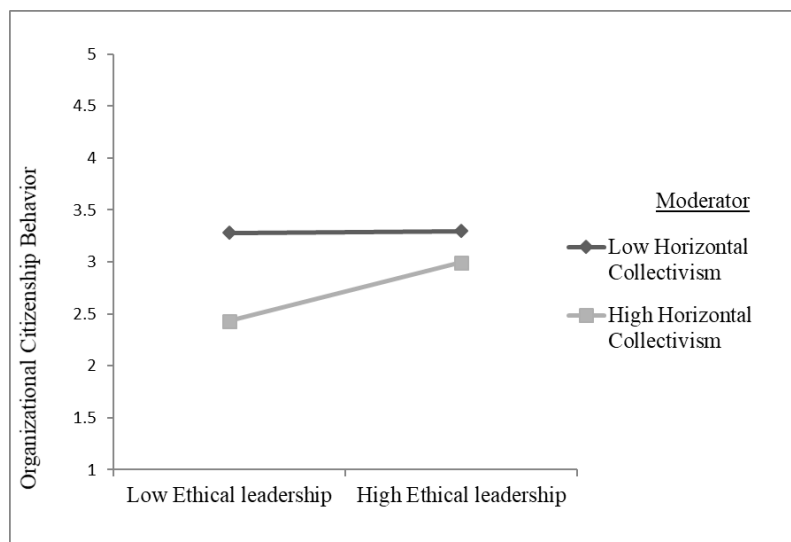 Organizational Citizenship Behavior
5
4.5
4
3.5
3
2.5
2
1.5
1
Low Ethical leadership
High Ethical leadership
Moderator
Low Horizontal
Collectivism
High Horizontal
Collectivism